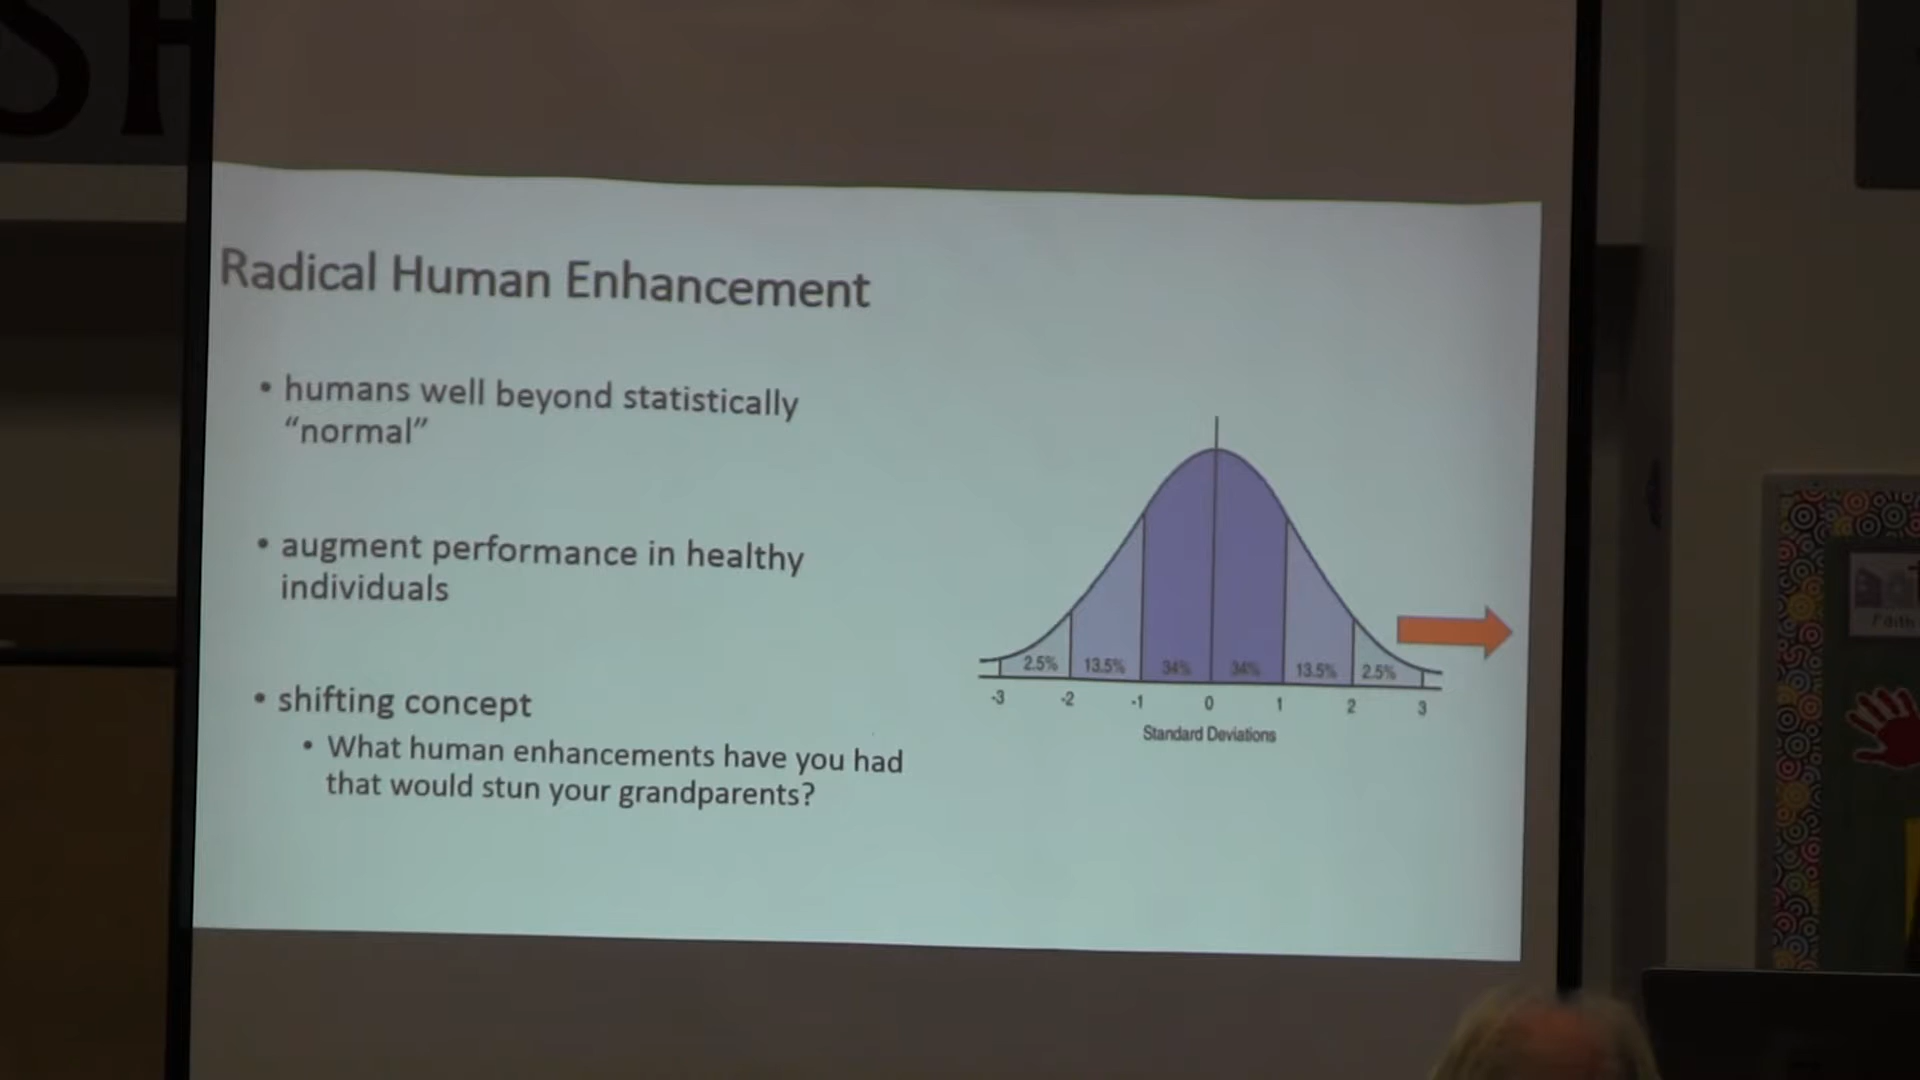 SH
Radical Human Enhancement
• humans well beyond statistically
“normal”
• augment performance in healthy
individuals
• shifting concept
• What human enhancements have you had
that would stun your grandparents?
2.5% 13.5% 34% 34% 13.5% 2.5%
-3 -2 -1 0 1 2 3
Standard Deviations
Faith